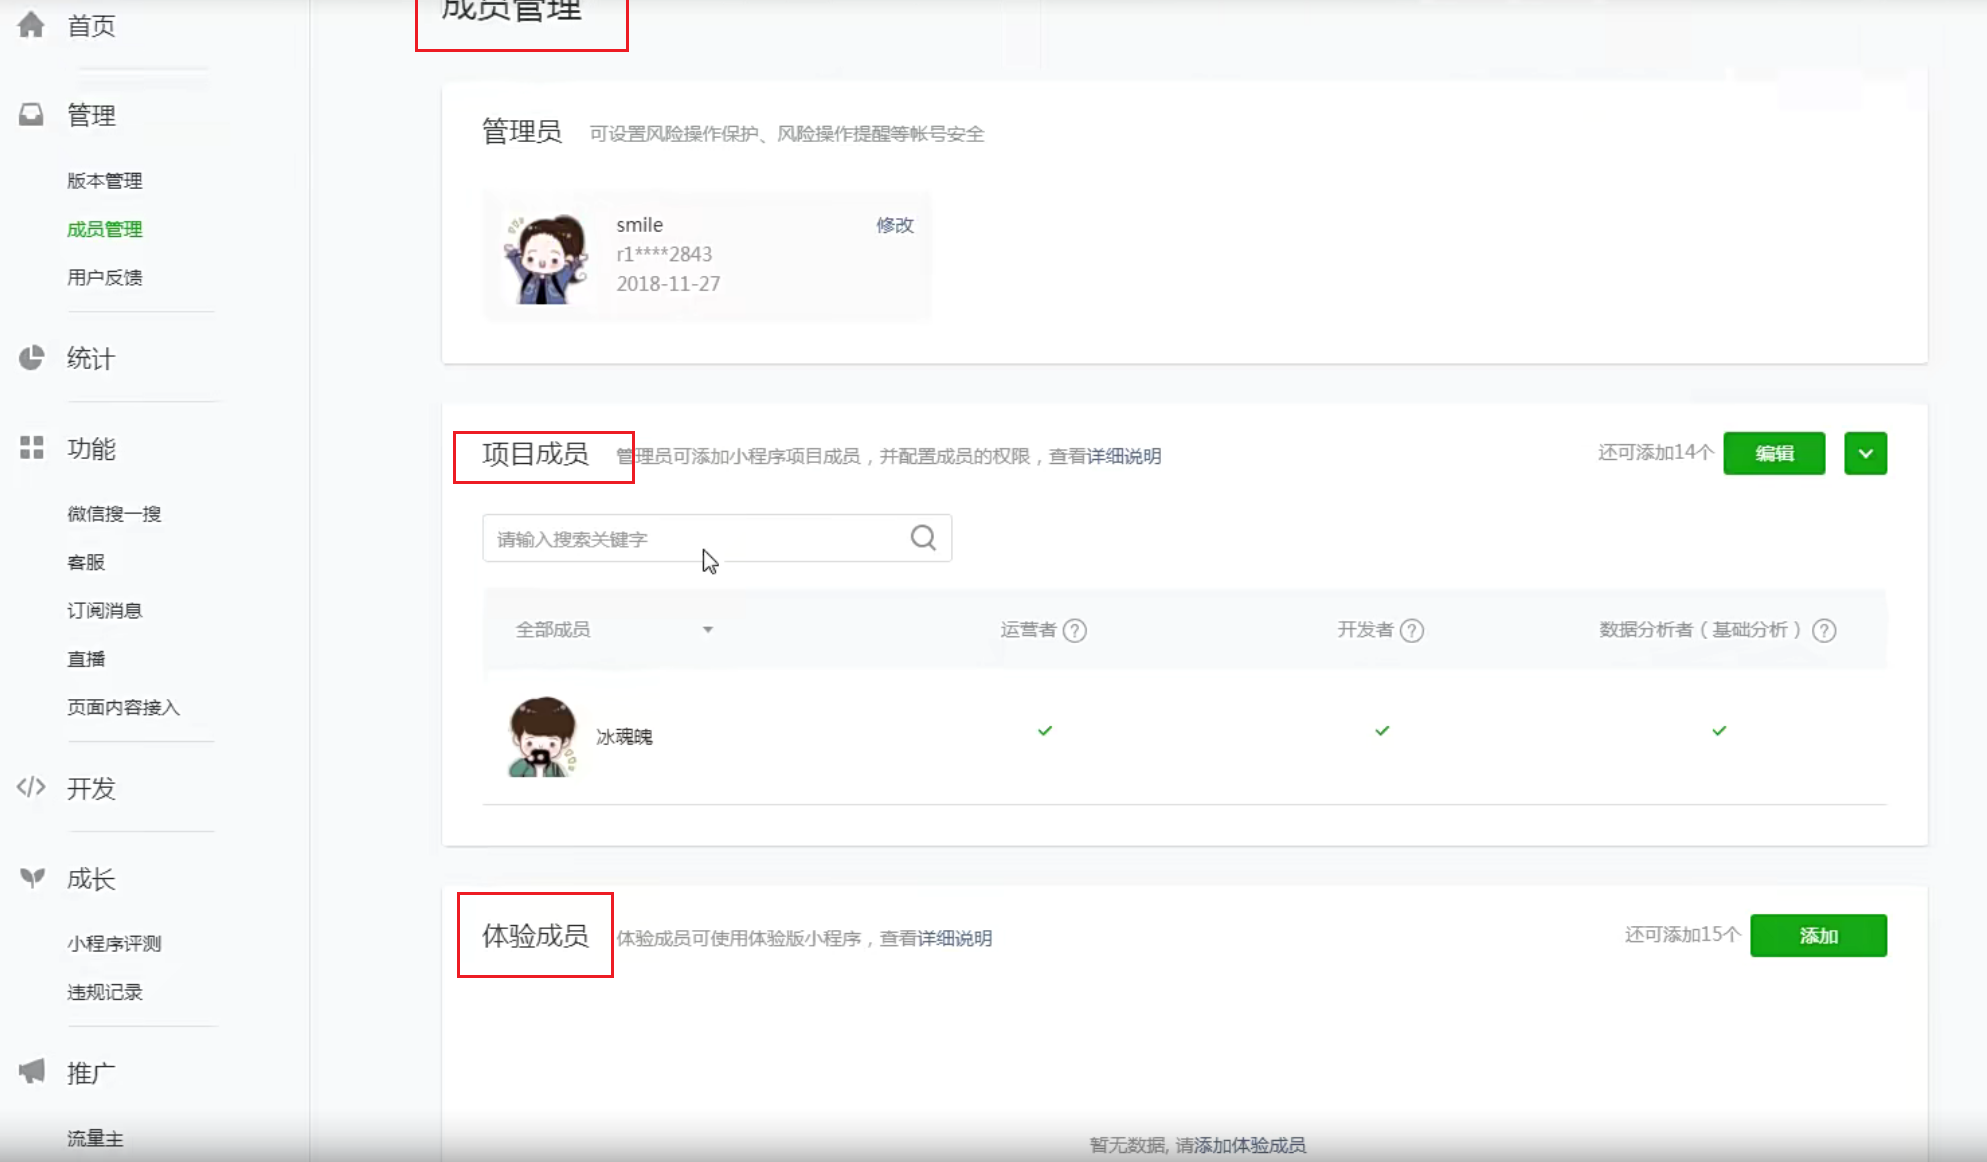 首页
管理
版本管理
成员管理
用户反馈
统计
功能
微信搜一搜
客服
订阅消息
直播
页面内容接入
开发
成长
小程序评测
违规记录
推广
流量主
成员管理
管理员 可设置风险操作保护、风险操作提醒等帐号安全
smile 修改
r1****2843
2018-11-27
项目成员 管理员可添加小程序项目成员，并配置成员的权限，查看详细说明 还可添加14个 编辑
请输入搜索关键字
全部成员 运营者 ? 开发者 ? 数据分析者（基础分析） ?
冰魂魄
体验成员 体验成员可使用体验版小程序，查看详细说明 还可添加15个 添加
暂无数据, 请添加体验成员